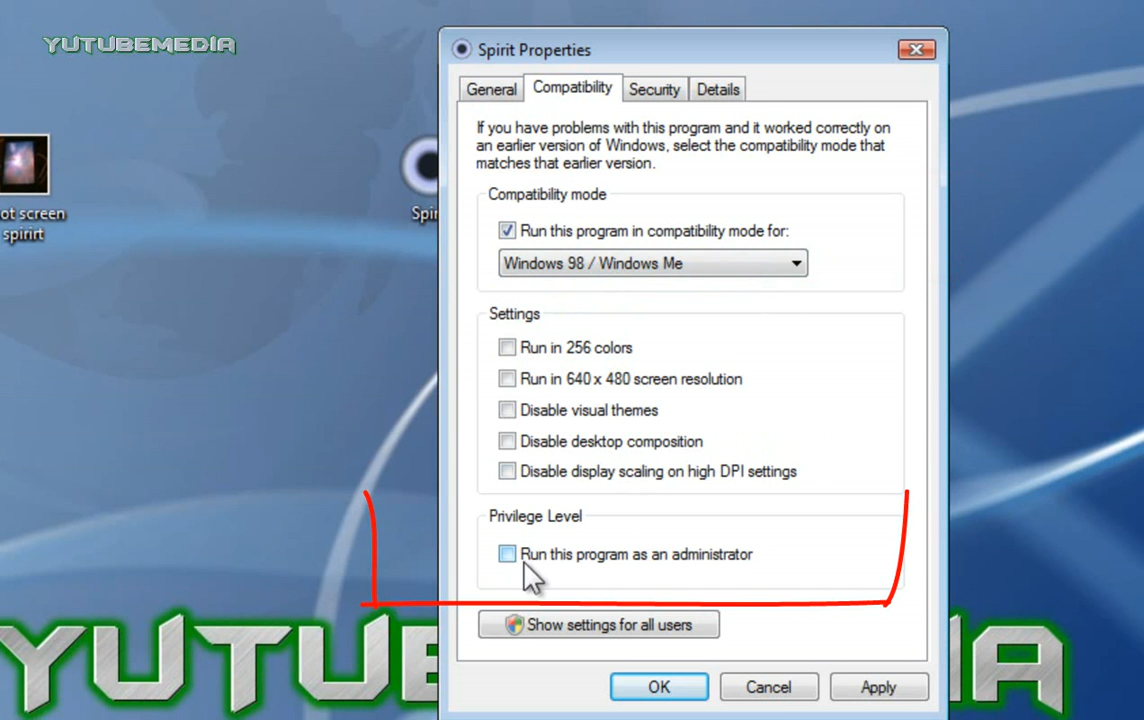 YUTUBEMEDIA
Spirit Properties
General Compatibility Security Details
If you have problems with this program and it worked correctly on
an earlier version of Windows, select the compatibility mode that
matches that earlier version.
Compatibility mode
Run this program in compatibility mode for:
Windows 98 / Windows Me
Settings
Run in 256 colors
Run in 640 x 480 screen resolution
Disable visual themes
Disable desktop composition
Disable display scaling on high DPI settings
Privilege Level
Run this program as an administrator
Show settings for all users
OK Cancel Apply
ot screen
spirirt
Spir
YUTUBE
A